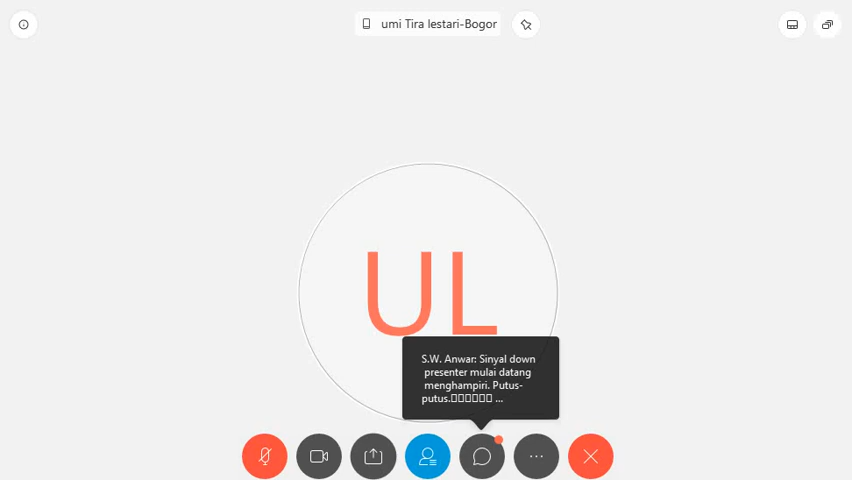 umi Tira lestari-Bogor
UL
S.W. Anwar: Sinyal down
presenter mulai datang
menghampiri. Putus-
putus.▯▯▯▯▯▯ ...